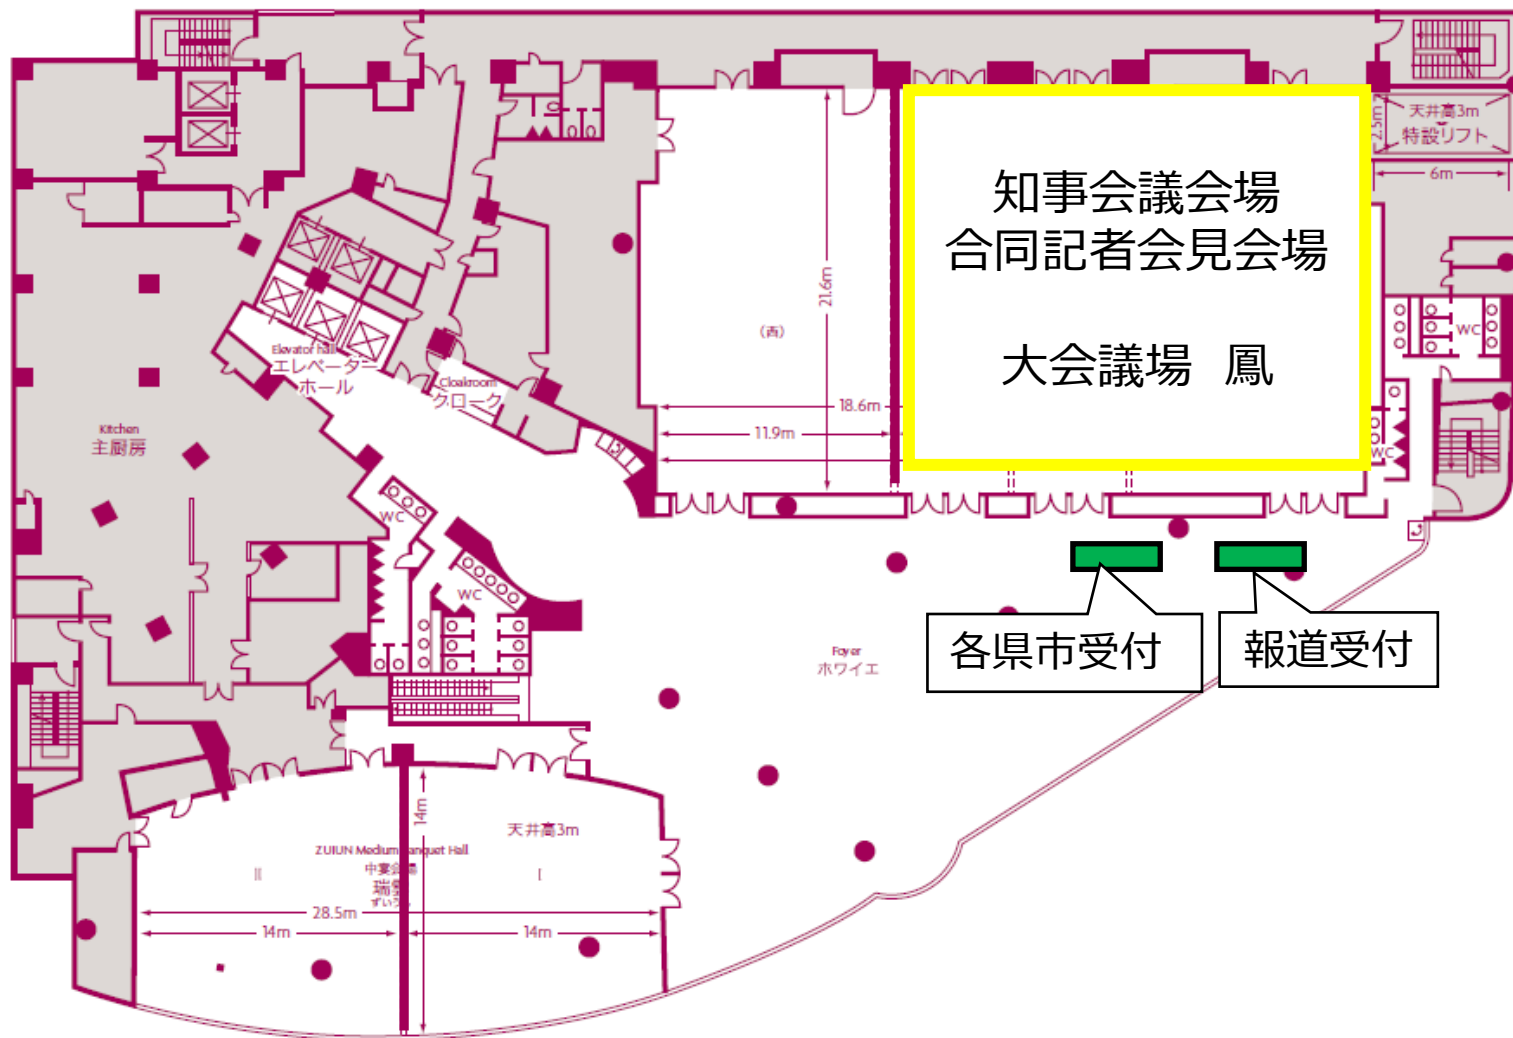 天井高3m
特設リフト
2.5m
6m
知事会議会場
合同記者会見会場
大会議場 鳳
21.6m
(西)
18.6m
11.9m
WC
WC
Elevator hall
エレベーター
ホール
Cloakroom
クローク
Kitchen
主厨房
WC
WC
各県市受付
報道受付
Foyer
ホワイエ
14m
天井高3m
ZUIUN Medium
anquet Hall
中宴会場
瑞
ずいう
II
I
28.5m
14m
14m